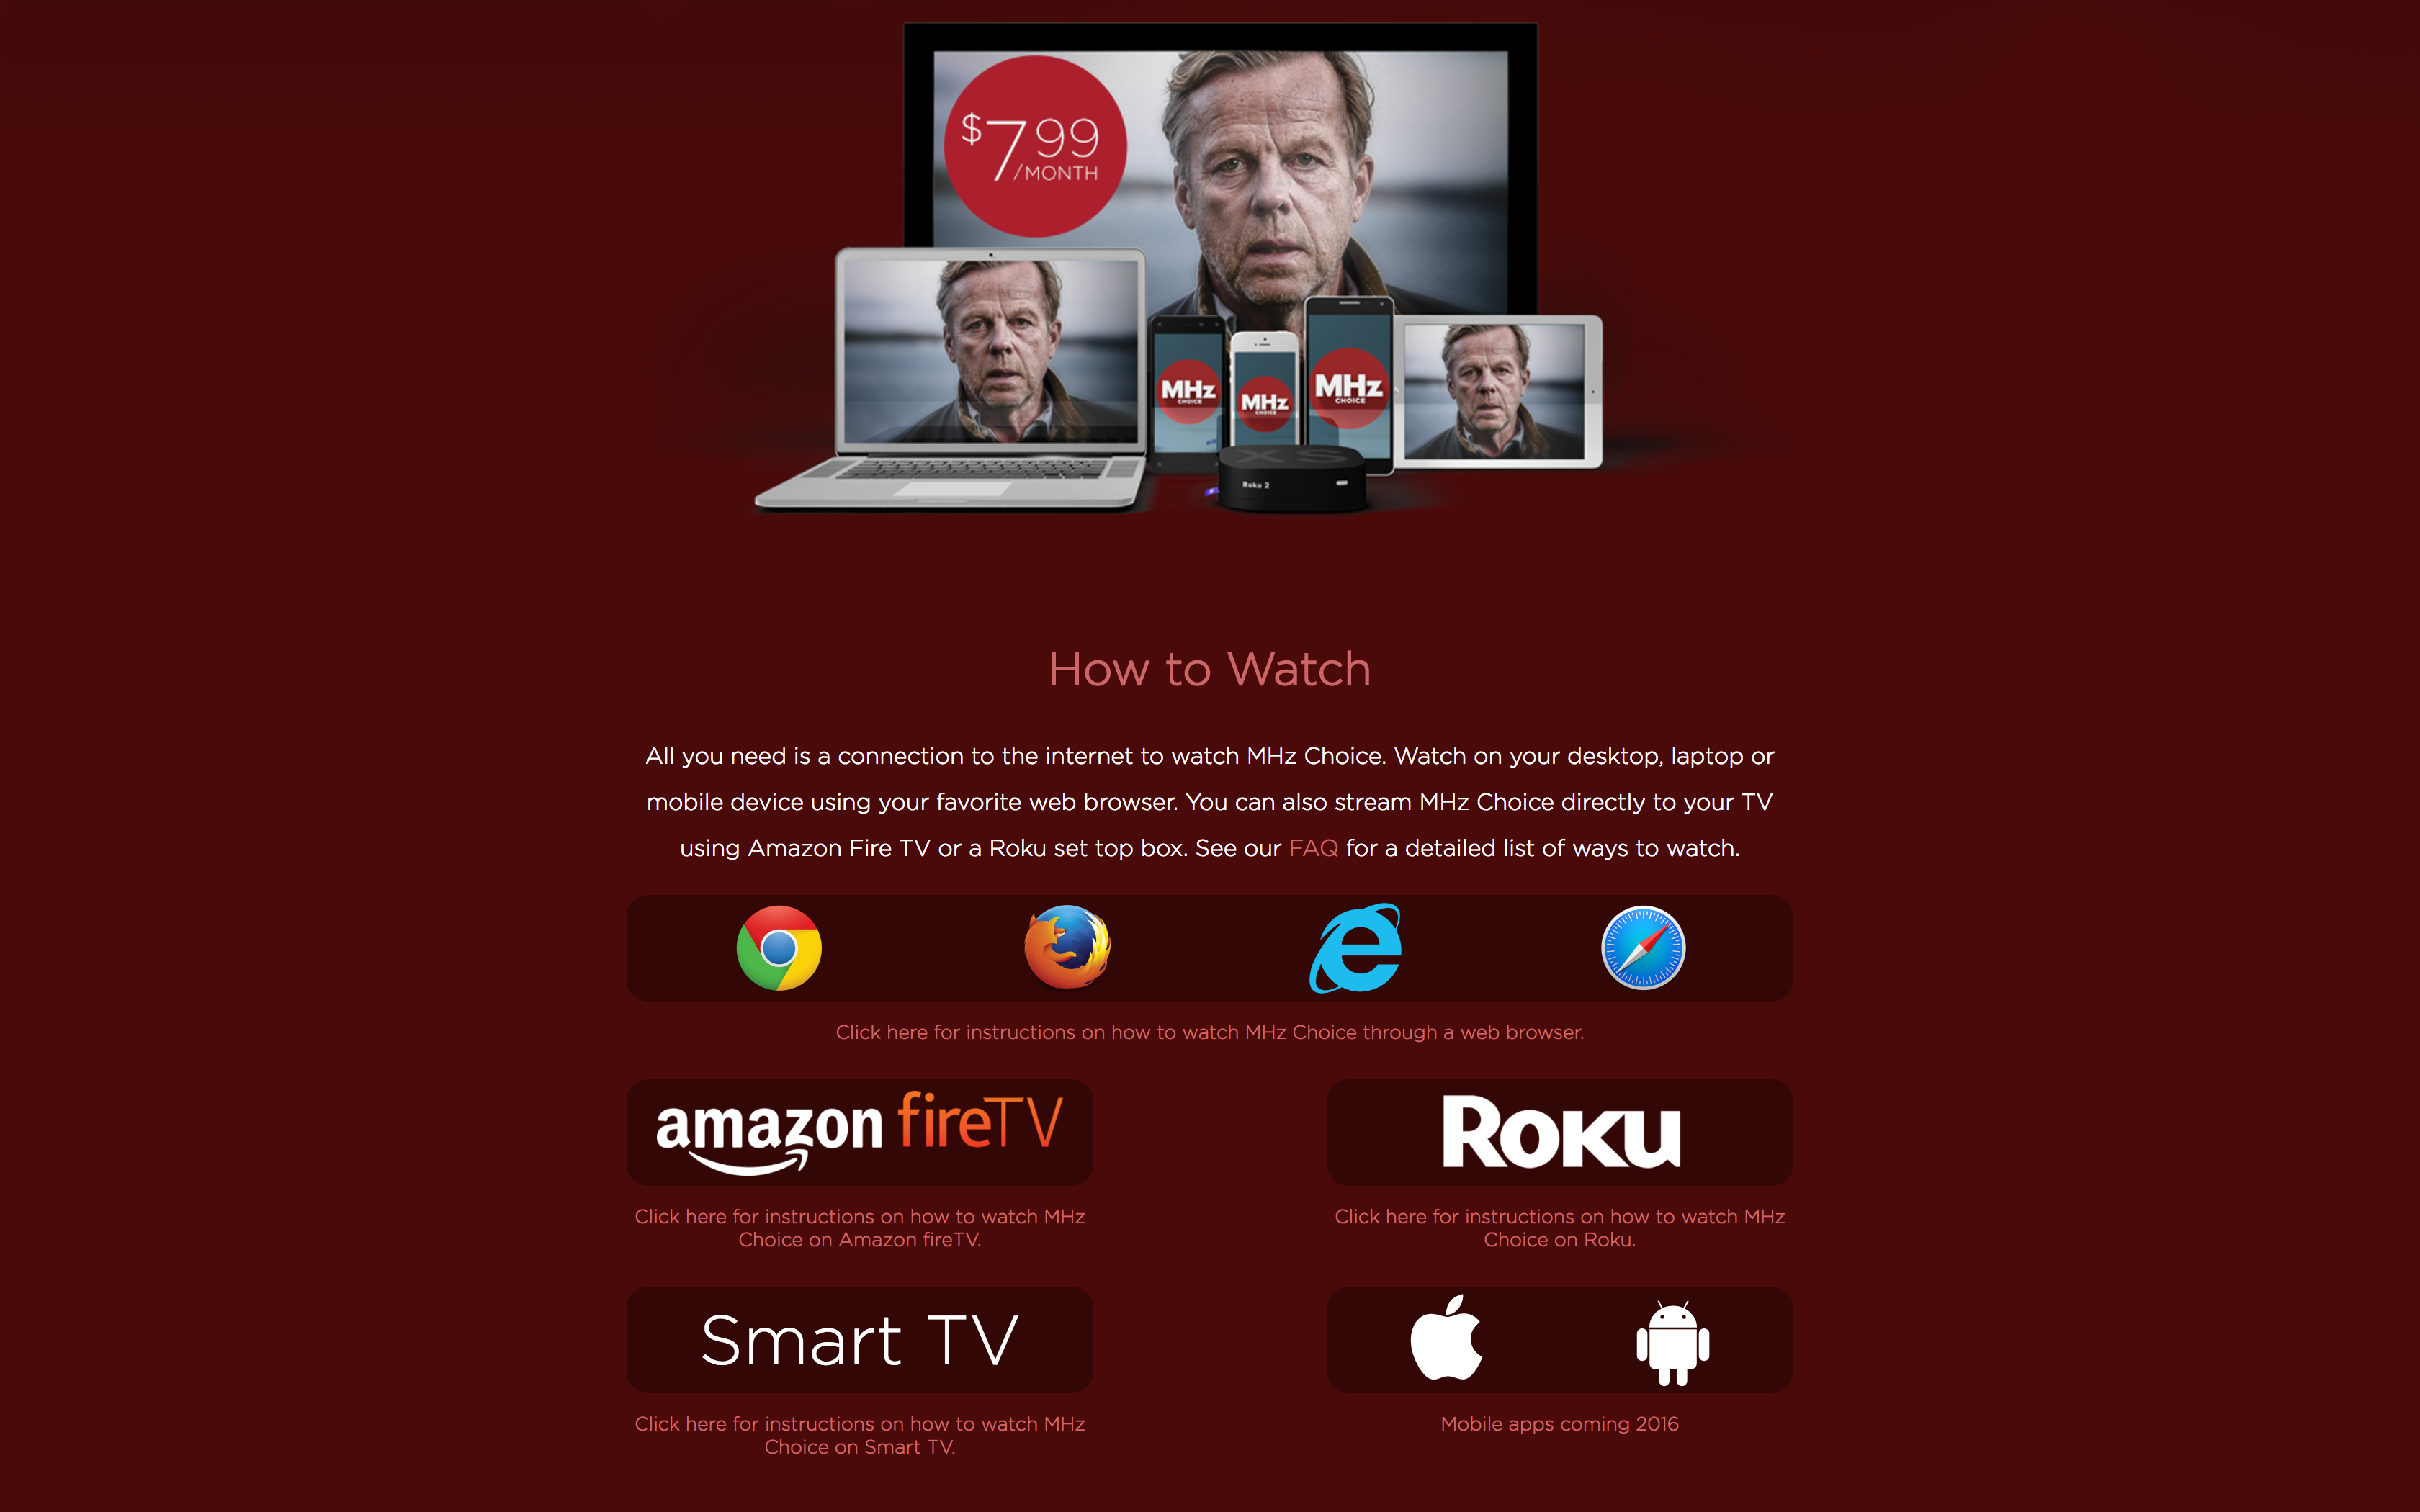 $7.99
/MONTH
MHz
CHOICE
MHz
CHOICE
MHz
CHOICE
XS
Roku 2
How to Watch
All you need is a connection to the internet to watch MHz Choice. Watch on your desktop, laptop or
mobile device using your favorite web browser. You can also stream MHz Choice directly to your TV
using Amazon Fire TV or a Roku set top box. See our FAQ for a detailed list of ways to watch.
Click here for instructions on how to watch MHz Choice through a web browser.
amazon fireTV
Roku
Click here for instructions on how to watch MHz
Choice on Amazon fireTV.
Click here for instructions on how to watch MHz
Choice on Roku.
Smart TV
Click here for instructions on how to watch MHz
Choice on Smart TV.
Mobile apps coming 2016